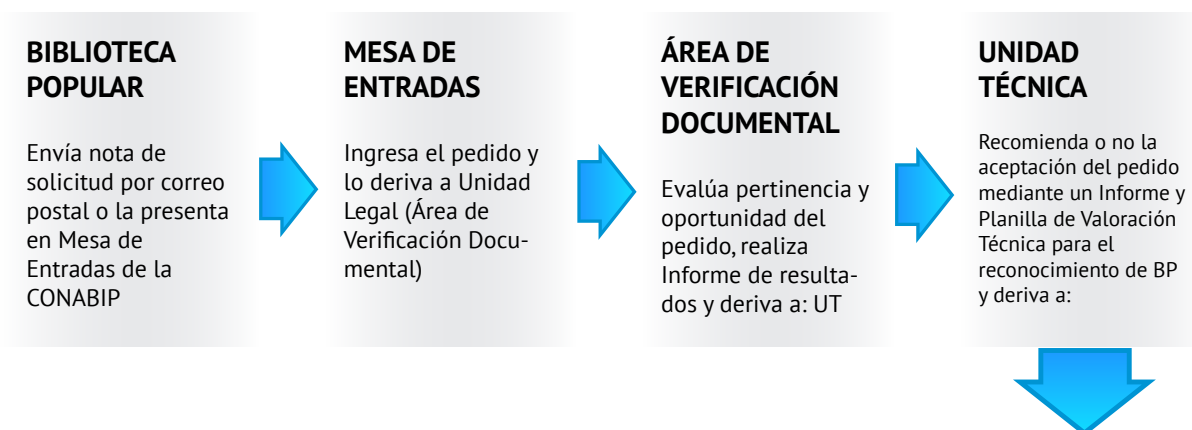 BIBLIOTECA
POPULAR
Envía nota de
solicitud por correo
postal o la presenta
en Mesa de
Entradas de la
CONABIP
MESA DE
ENTRADAS
Ingresa el pedido y
lo deriva a Unidad
Legal (Área de
Verificación Docu-
mental)
ÁREA DE
VERIFICACIÓN
DOCUMENTAL
Evalúa pertinencia y
oportunidad del
pedido, realiza
Informe de resulta-
dos y deriva a: UT
UNIDAD
TÉCNICA
Recomienda o no la
aceptación del pedido
mediante un Informe y
Planilla de Valoración
Técnica para el
reconocimiento de BP
y deriva a: